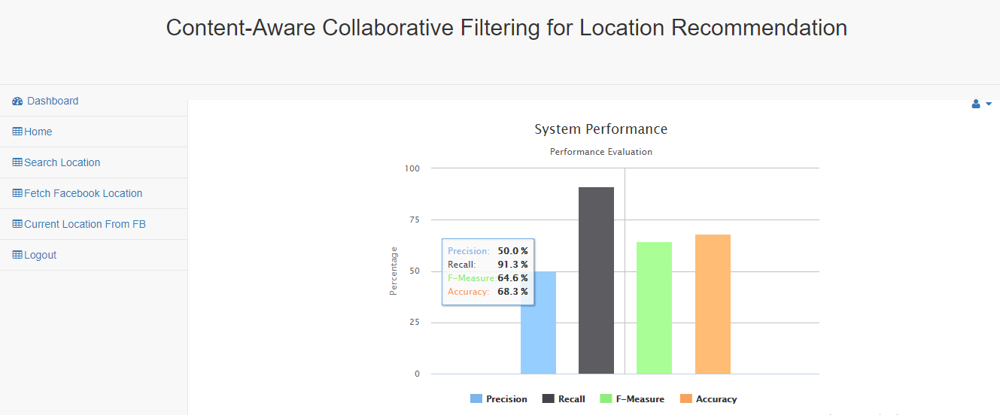 Content-Aware Collaborative Filtering for Location Recommendation
Dashboard
Home
Search Location
Fetch Facebook Location
Current Location From FB
Logout
System Performance
Performance Evaluation
100
75
50
25
0
Percentage
Precision: 50.0 %
Recall: 91.3 %
F-Measure: 64.6 %
Accuracy: 68.3 %
Precision Recall F-Measure Accuracy